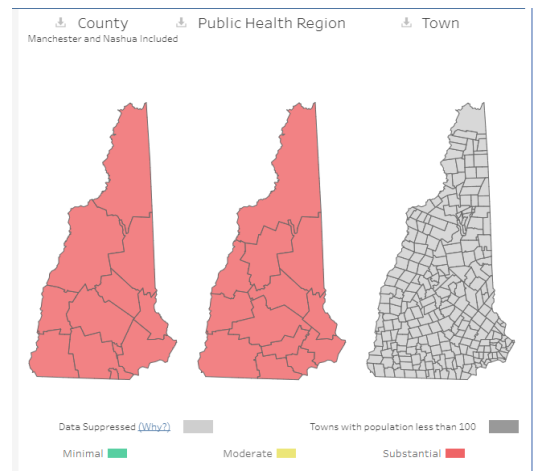 County Public Health Region Town
Manchester and Nashua Included
Data Suppressed (Why?) Towns with population less than 100
Minimal Moderate Substantial